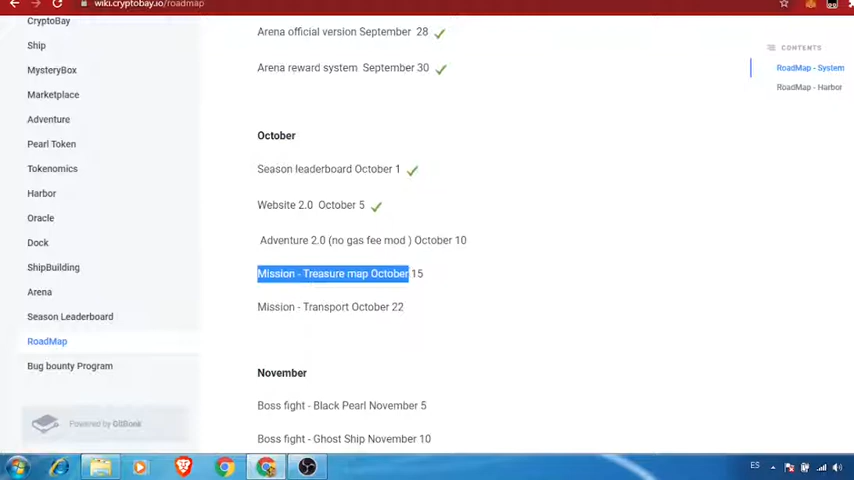 wiki.cryptobay.io/roadmap
CryptoBay
Ship
MysteryBox
Marketplace
Adventure
Pearl Token
Tokenomics
Harbor
Oracle
Dock
ShipBuilding
Arena
Season Leaderboard
RoadMap
Bug bounty Program
Powered by GitBook
Arena official version September 28
Arena reward system September 30
October
Season leaderboard October 1
Website 2.0 October 5
Adventure 2.0 (no gas fee mod ) October 10
Mission - Treasure map October 15
Mission - Transport October 22
November
Boss fight - Black Pearl November 5
Boss fight - Ghost Ship November 10
CONTENTS
RoadMap - System
RoadMap - Harbor
ES